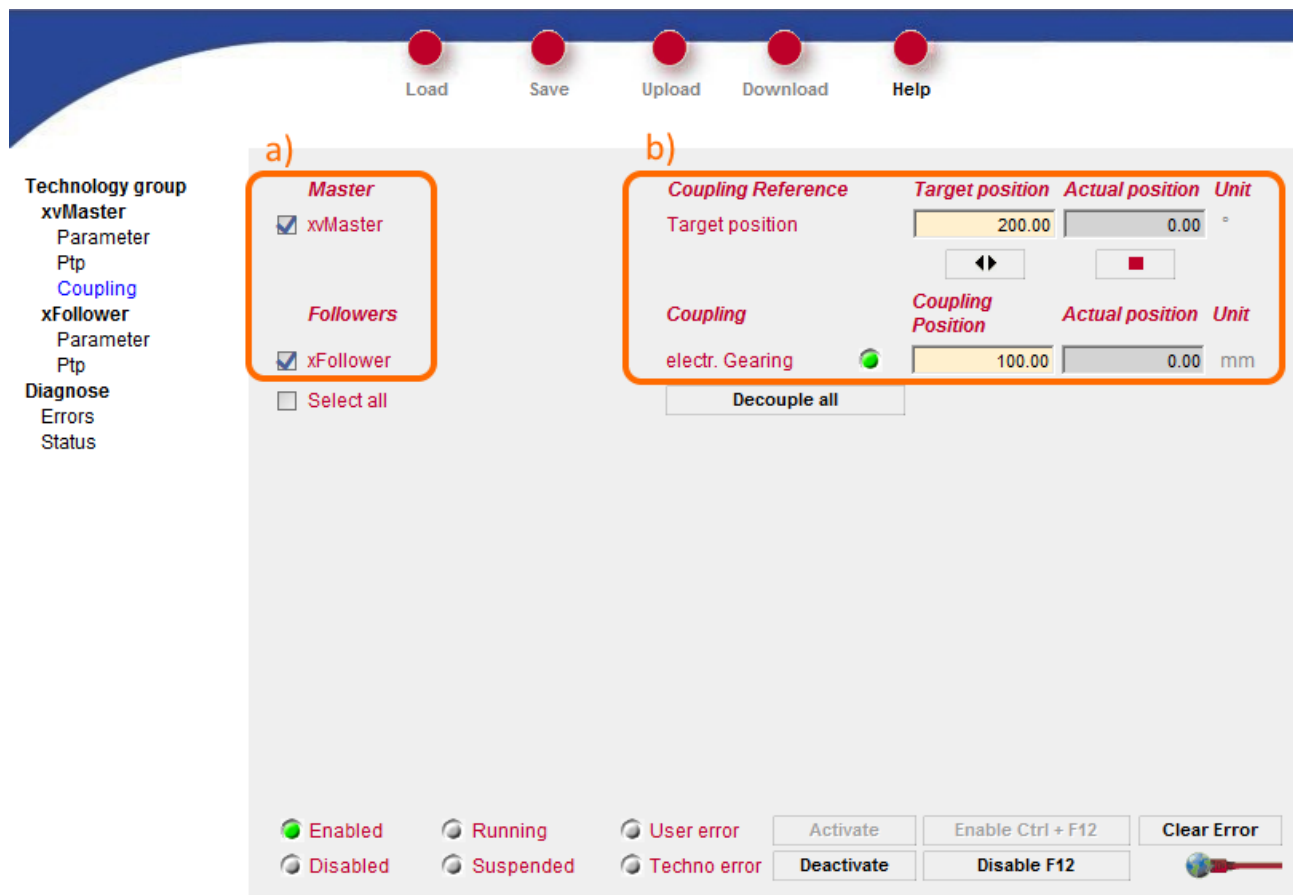 Load Save Upload Download Help
a) b)
Technology group
xvMaster
Parameter
Ptp
Coupling
xFollower
Parameter
Ptp
Diagnose
Errors
Status
Master
xvMaster
Followers
xFollower
Select all
Coupling Reference Target position Actual position Unit
Target position 200.00 0.00 °
Coupling Coupling Position Actual position Unit
electr. Gearing 100.00 0.00 mm
Decouple all
Enabled Running User error Activate Enable Ctrl + F12 Clear Error
Disabled Suspended Techno error Deactivate Disable F12